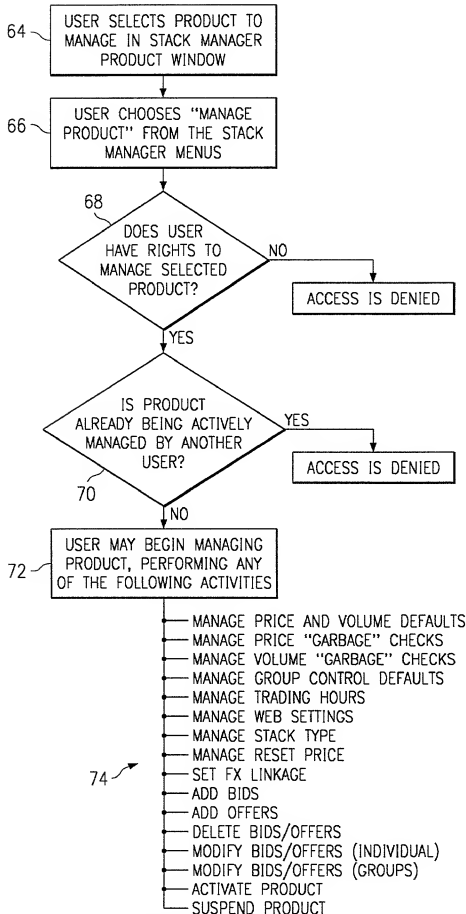 64
USER SELECTS PRODUCT TO
MANAGE IN STACK MANAGER
PRODUCT WINDOW
66
USER CHOOSES "MANAGE
PRODUCT" FROM THE STACK
MANAGER MENUS
68
DOES USER
HAVE RIGHTS TO
MANAGE SELECTED
PRODUCT?
NO
ACCESS IS DENIED
YES
IS PRODUCT
ALREADY BEING ACTIVELY
MANAGED BY ANOTHER
USER?
YES
ACCESS IS DENIED
70
NO
72
USER MAY BEGIN MANAGING
PRODUCT, PERFORMING ANY
OF THE FOLLOWING ACTIVITIES
MANAGE PRICE AND VOLUME DEFAULTS
MANAGE PRICE "GARBAGE" CHECKS
MANAGE VOLUME "GARBAGE" CHECKS
MANAGE GROUP CONTROL DEFAULTS
MANAGE TRADING HOURS
MANAGE WEB SETTINGS
MANAGE STACK TYPE
MANAGE RESET PRICE
74
SET FX LINKAGE
ADD BIDS
ADD OFFERS
DELETE BIDS/OFFERS
MODIFY BIDS/OFFERS (INDIVIDUAL)
MODIFY BIDS/OFFERS (GROUPS)
ACTIVATE PRODUCT
SUSPEND PRODUCT